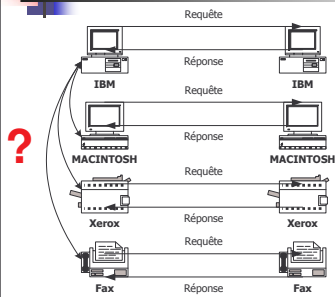 Requête
Réponse
IBM
IBM
Requête
Réponse
MACINTOSH
MACINTOSH
?
Requête
Réponse
Xerox
Xerox
Requête
Réponse
Fax
Fax